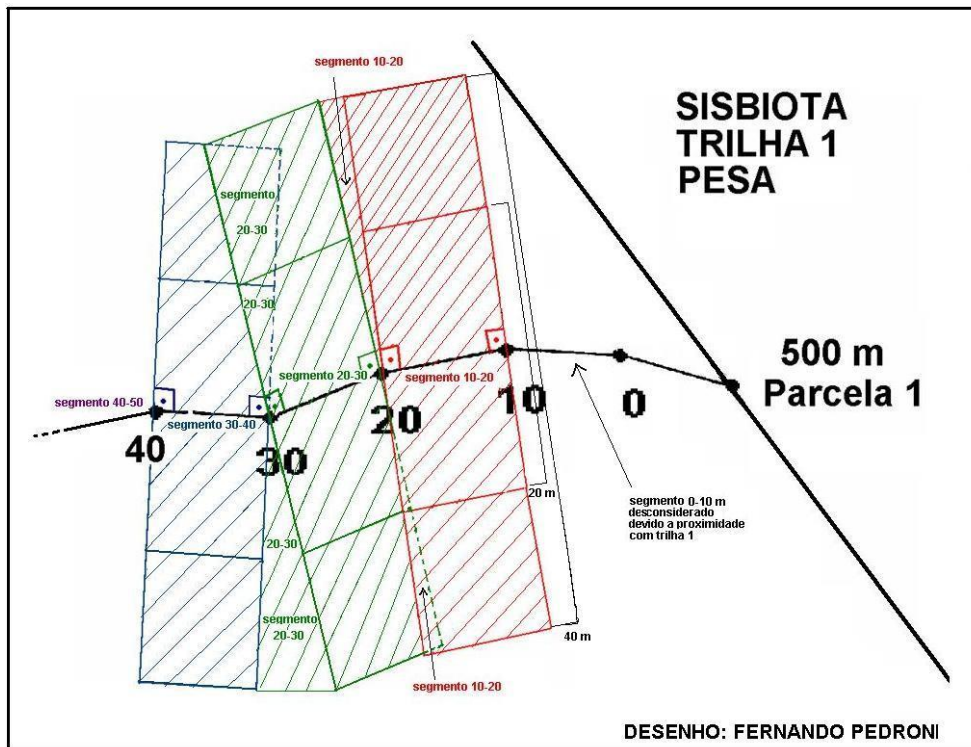 segmento 10-20
SISBIOTA
TRILHA 1
PESA
segmento
20-30
20-30
500 m
Parcela 1
segmento 20-30
segmento 10-20
segmento 40-50
segmento 30-40
40
30
20
10
0
20 m
segmento 0-10 m
desconsiderado
devido a proximidade
com trilha 1
20-30
segmento
20-30
40 m
segmento 10-20
DESENHO: FERNANDO PEDRONI